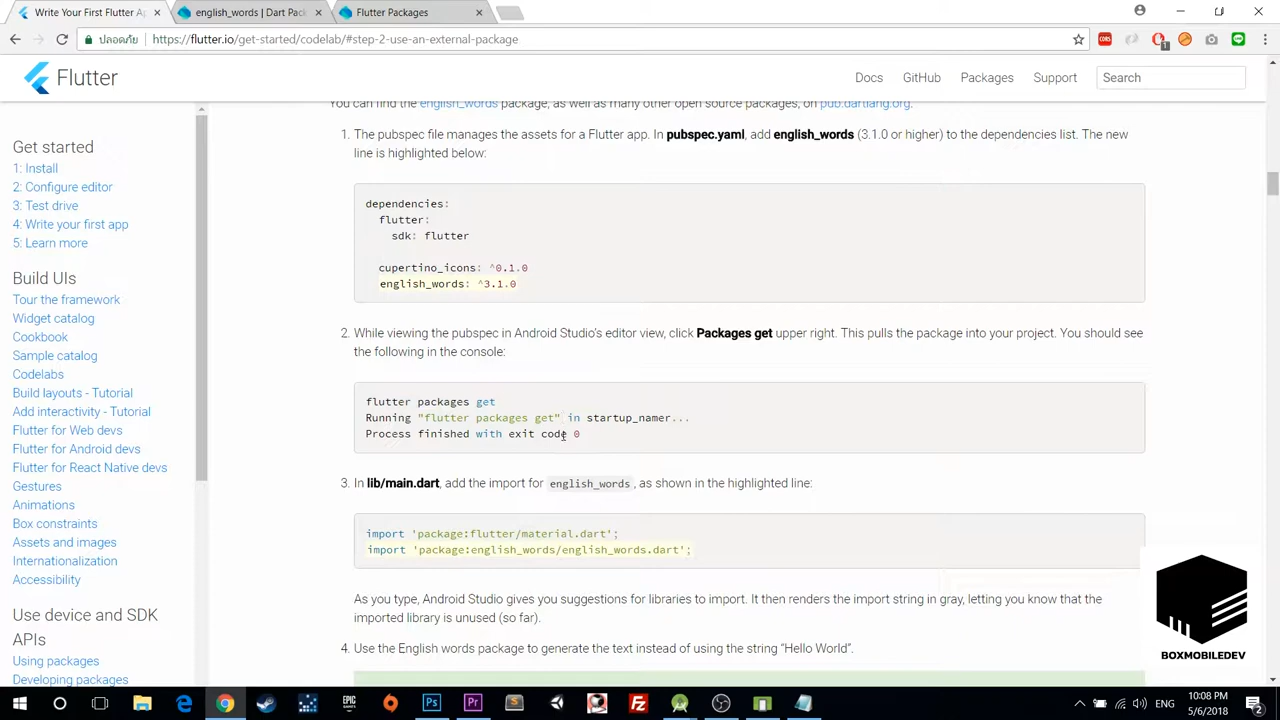 Write Your First Flutter Ap
english_words | Dart Pack
Flutter Packages
ปลอดภัย
https://flutter.io/get-started/codelab/#step-2-use-an-external-package
CORS
1
Flutter
Docs
GitHub
Packages
Support
Search
You can find the english_words package, as well as many other open source packages, on pub.dartlang.org.
Get started
1: Install
2: Configure editor
3: Test drive
4: Write your first app
5: Learn more
Build UIs
Tour the framework
Widget catalog
Cookbook
Sample catalog
Codelabs
Build layouts - Tutorial
Add interactivity - Tutorial
Flutter for Web devs
Flutter for Android devs
Flutter for React Native devs
Gestures
Animations
Box constraints
Assets and images
Internationalization
Accessibility
Use device and SDK
APIs
Using packages
Developing packages
1. The pubspec file manages the assets for a Flutter app. In pubspec.yaml, add english_words (3.1.0 or higher) to the dependencies list. The new
line is highlighted below:
dependencies:
flutter:
sdk: flutter
cupertino_icons: ^0.1.0
english_words: ^3.1.0
2. While viewing the pubspec in Android Studio's editor view, click Packages get upper right. This pulls the package into your project. You should see
the following in the console:
flutter packages get
Running "flutter packages get" in startup_namer...
Process finished with exit code 0
3. In lib/main.dart, add the import for english_words, as shown in the highlighted line:
import 'package:flutter/material.dart';
import 'package:english_words/english_words.dart';
As you type, Android Studio gives you suggestions for libraries to import. It then renders the import string in gray, letting you know that the
imported library is unused (so far).
4. Use the English words package to generate the text instead of using the string “Hello World”.
BOXMOBILEDEV
Ps
Pr
EPIC
Fz
ENG
10:08 PM
5/6/2018
2